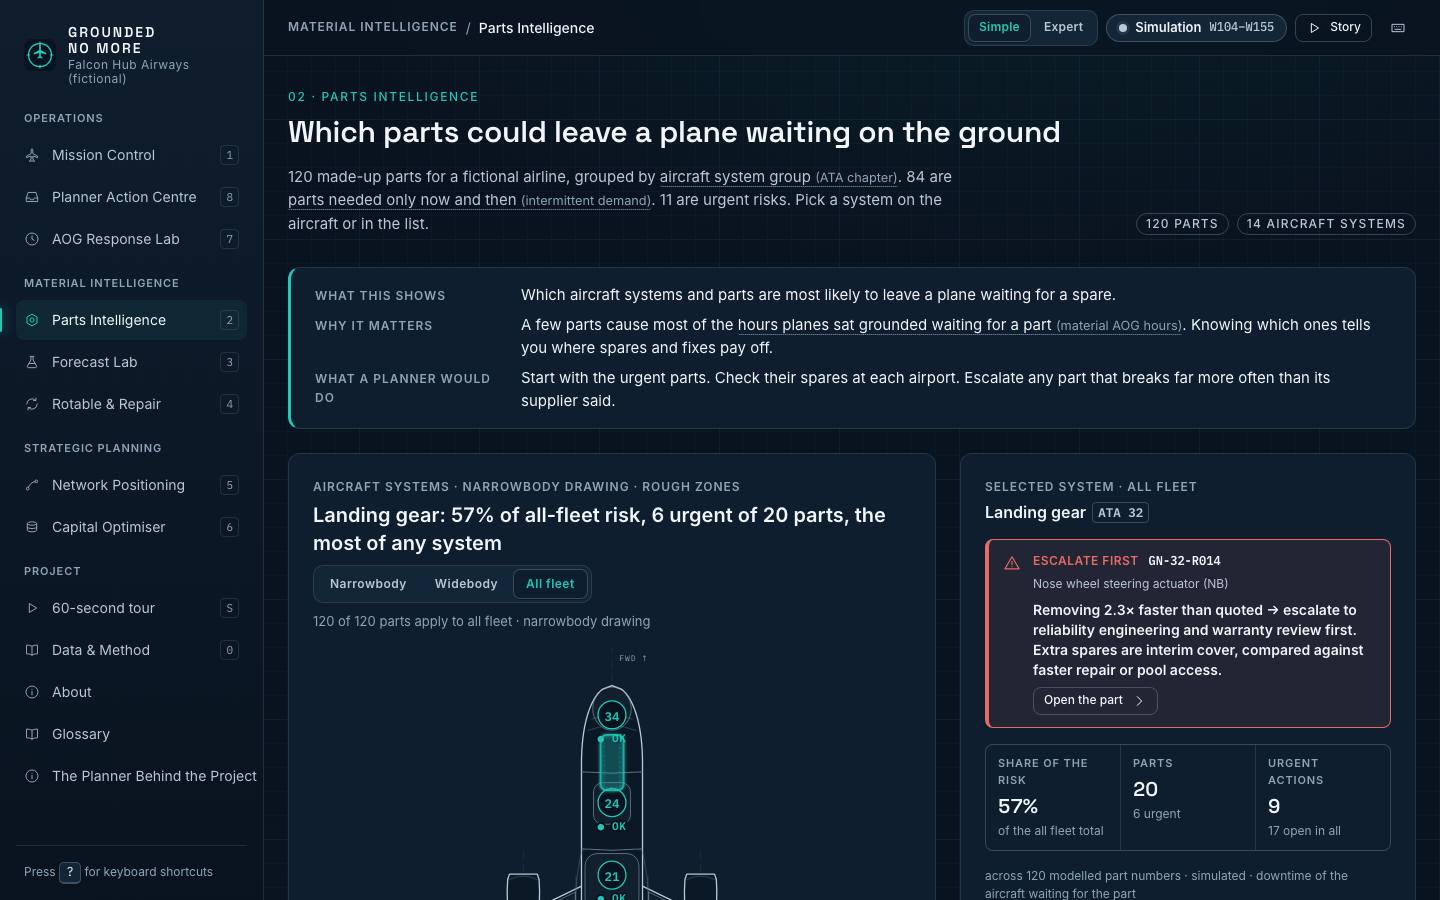 GROUNDED
NO MORE
Falcon Hub Airways
(fictional)
OPERATIONS
Mission Control 1
Planner Action Centre 8
AOG Response Lab 7
MATERIAL INTELLIGENCE
Parts Intelligence 2
Forecast Lab 3
Rotable & Repair 4
STRATEGIC PLANNING
Network Positioning 5
Capital Optimiser 6
PROJECT
60-second tour S
Data & Method 0
About
Glossary
The Planner Behind the Project
Press ? for keyboard shortcuts
MATERIAL INTELLIGENCE / Parts Intelligence
Simple Expert Simulation W104–W155 Story
02 · PARTS INTELLIGENCE
Which parts could leave a plane waiting on the ground
120 made-up parts for a fictional airline, grouped by aircraft system group (ATA chapter). 84 are
parts needed only now and then (intermittent demand). 11 are urgent risks. Pick a system on the
aircraft or in the list.
120 PARTS 14 AIRCRAFT SYSTEMS
WHAT THIS SHOWS
Which aircraft systems and parts are most likely to leave a plane waiting for a spare.
WHY IT MATTERS
A few parts cause most of the hours planes sat grounded waiting for a part (material AOG hours). Knowing which ones tells
you where spares and fixes pay off.
WHAT A PLANNER WOULD
DO
Start with the urgent parts. Check their spares at each airport. Escalate any part that breaks far more often than its
supplier said.
AIRCRAFT SYSTEMS · NARROWBODY DRAWING · ROUGH ZONES
Landing gear: 57% of all-fleet risk, 6 urgent of 20 parts, the
most of any system
Narrowbody Widebody All fleet
120 of 120 parts apply to all fleet · narrowbody drawing
FWD ↑
34
OK
24
OK
21
OK
SELECTED SYSTEM · ALL FLEET
Landing gear ATA 32
ESCALATE FIRST GN-32-R014
Nose wheel steering actuator (NB)
Removing 2.3× faster than quoted → escalate to
reliability engineering and warranty review first.
Extra spares are interim cover, compared against
faster repair or pool access.
Open the part
SHARE OF THE
RISK
57%
of the all fleet total
PARTS
20
6 urgent
URGENT
ACTIONS
9
17 open in all
across 120 modelled part numbers · simulated · downtime of the
aircraft waiting for the part